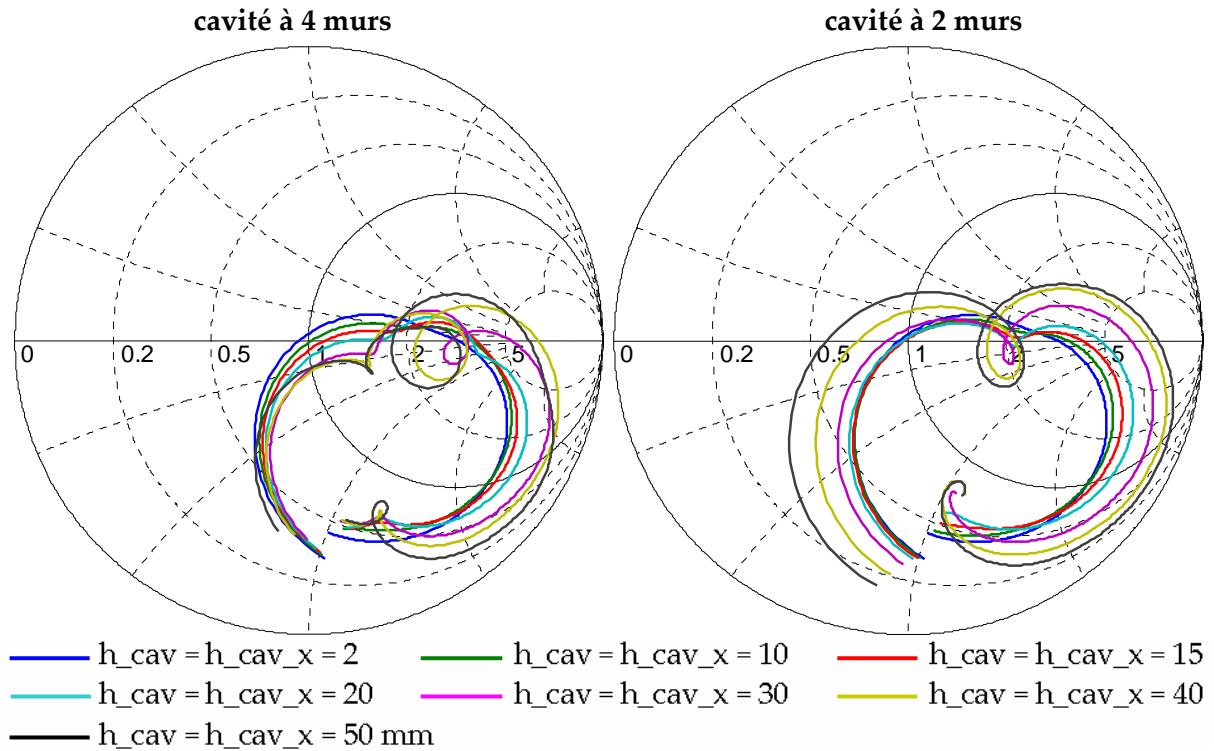 cavité à 4 murs cavité à 2 murs
0 0.2 0.5 1 2 5 0 0.2 0.5 1 2 5
h_cav = h_cav_x = 2 h_cav = h_cav_x = 10 h_cav = h_cav_x = 15
h_cav = h_cav_x = 20 h_cav = h_cav_x = 30 h_cav = h_cav_x = 40
h_cav = h_cav_x = 50 mm